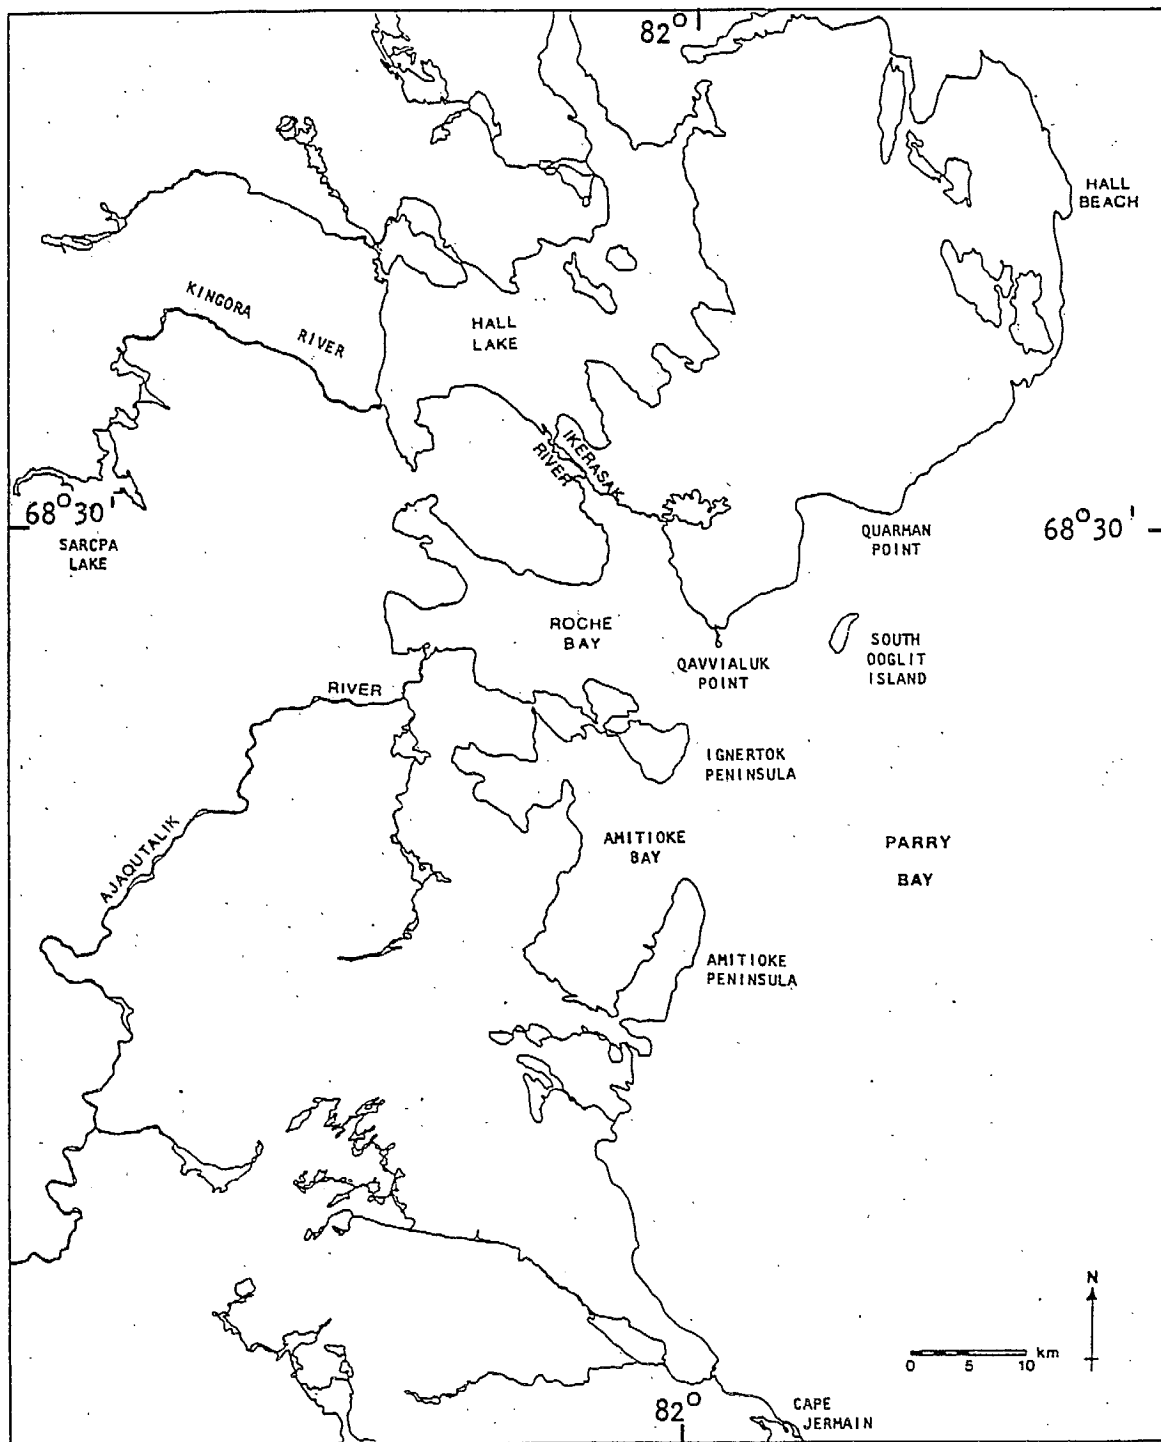 82°
HALL
BEACH
KINGORA
RIVER
HALL
LAKE
IKERASAK
RIVER
68° 30'
SARCPA
LAKE
QUARMAN
POINT
68° 30'
ROCHE
BAY
QAVVIALUK
POINT
SOUTH
OOGLIT
ISLAND
RIVER
AJAQUTALIK
IGNERTOK
PENINSULA
AMITIOKE
BAY
PARRY
BAY
AMITIOKE
PENINSULA
N
0 5 10 km
82°
CAPE
JERMAIN